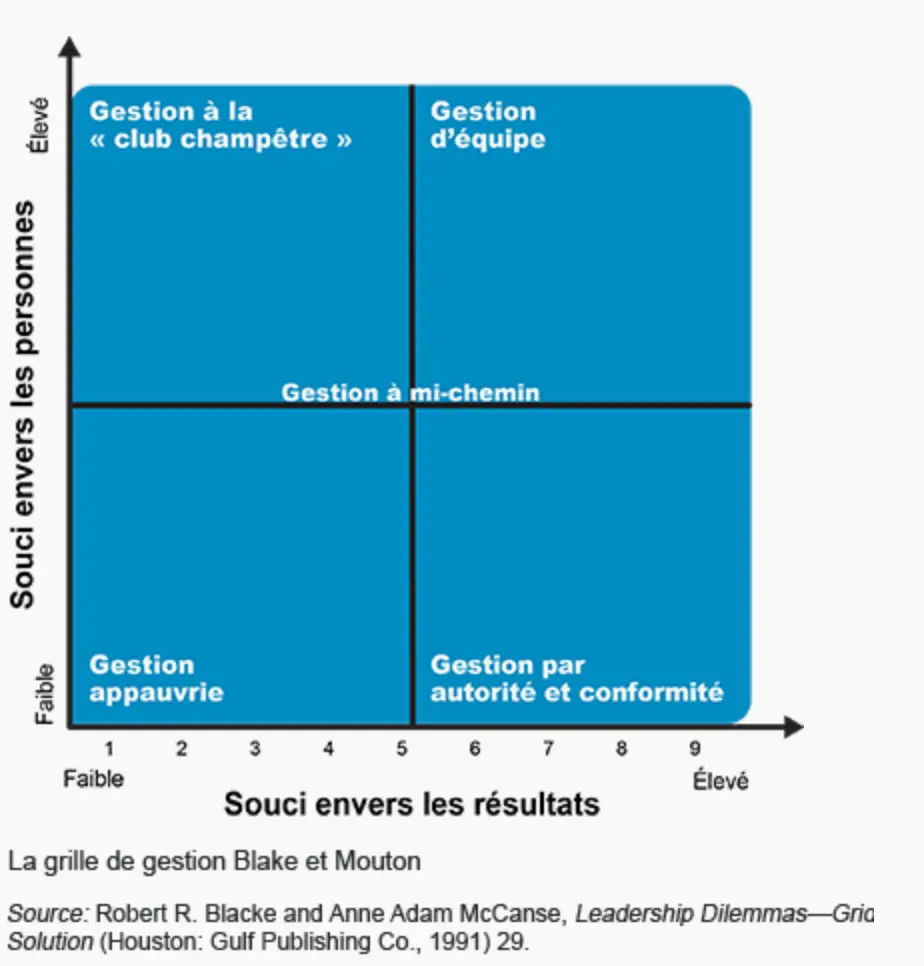 Élevé
Souci envers les personnes
Faible
Gestion à la
« club champêtre »
Gestion
d’équipe
Gestion à mi-chemin
Gestion
appauvrie
Gestion par
autorité et conformité
1 2 3 4 5 6 7 8 9
Faible
Élevé
Souci envers les résultats
La grille de gestion Blake et Mouton
Source: Robert R. Blacke and Anne Adam McCanse, Leadership Dilemmas—Grid
Solution (Houston: Gulf Publishing Co., 1991) 29.